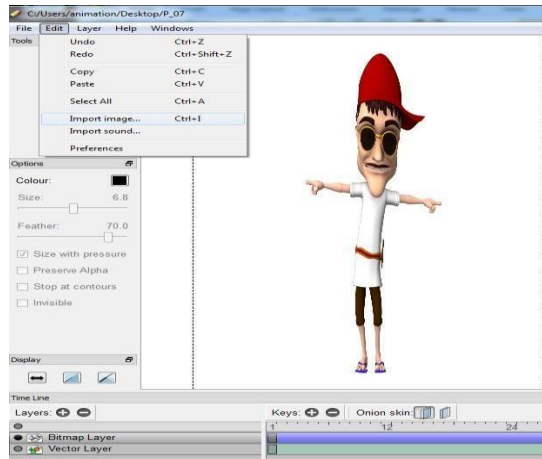 C:/Users/animation/Desktop/P_07
File Edit Layer Help Windows
Tools
Undo Ctrl+Z
Redo Ctrl+Shift+Z
Copy Ctrl+C
Paste Ctrl+V
Select All Ctrl+A
Import image... Ctrl+I
Import sound...
Preferences
Options
Colour:
Size: 6.8
Feather: 70.0
Size with pressure
Preserve Alpha
Stop at contours
Invisible
Display
Time Line
Layers: Keys: Onion skin:
1 12 24
Bitmap Layer
Vector Layer